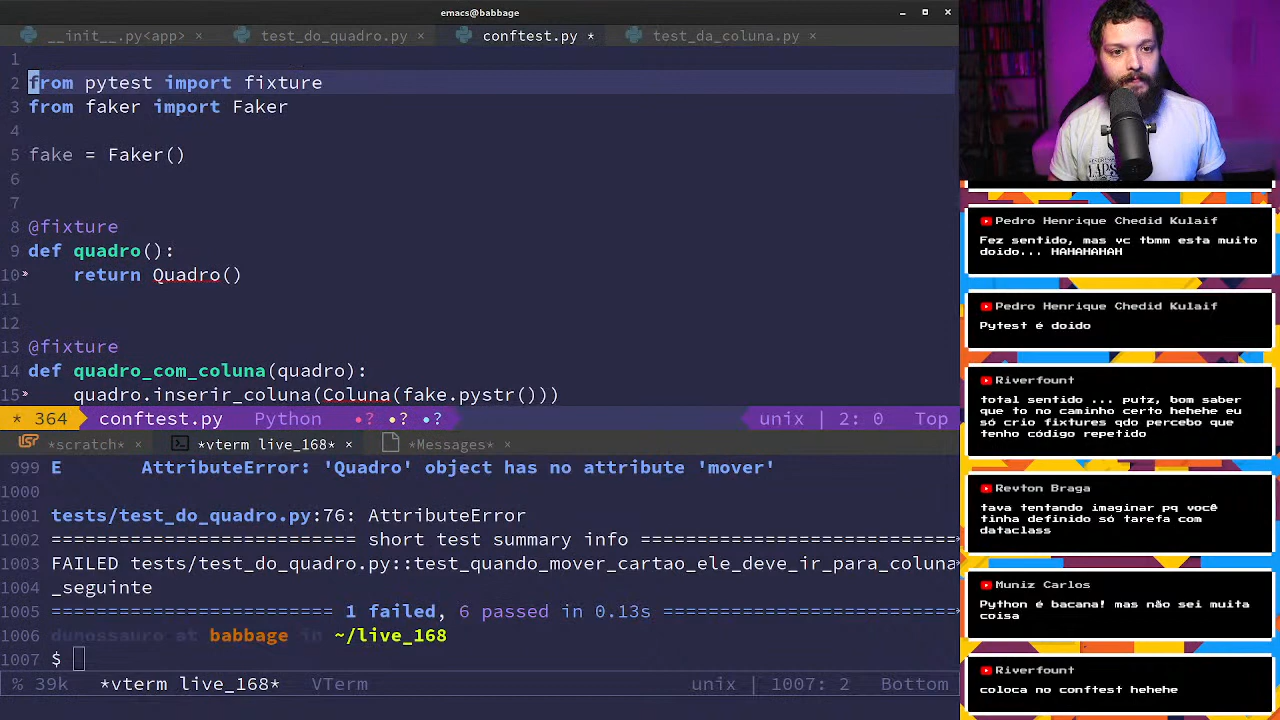 emacs@babbage
__init__.py<app> × test_do_quadro.py × conftest.py * test_da_coluna.py ×
1
2 from pytest import fixture
3 from faker import Faker
4
5 fake = Faker()
6
7
8 @fixture
9 def quadro():
10 return Quadro()
11
12
13 @fixture
14 def quadro_com_coluna(quadro):
15 quadro.inserir_coluna(Coluna(fake.pystr()))
* 364 conftest.py Python •? •? •? unix | 2: 0 Top
*scratch* × *vterm live_168* × *Messages* ×
999 E AttributeError: 'Quadro' object has no attribute 'mover'
1000
1001 tests/test_do_quadro.py:76: AttributeError
1002 =========================== short test summary info ============================
1003 FAILED tests/test_do_quadro.py::test_quando_mover_cartao_ele_deve_ir_para_coluna
_seguinte
1005 ========================= 1 failed, 6 passed in 0.13s ==========================
1006 dunossauro at babbage in ~/live_168
1007 $
% 39k *vterm live_168* VTerm unix | 1007: 2 Bottom
Pedro Henrique Chedid Kulaif
Fez sentido, mas vc tbmm esta muito
doido... HAHAHAHAH
Pedro Henrique Chedid Kulaif
Pytest é doido
Riverfount
total sentido ... putz, bom saber
que to no caminho certo hehehe eu
só crio fixtures qdo percebo que
tenho código repetido
Revton Braga
tava tentando imaginar pq você
tinha definido só tarefa com
dataclass
Muniz Carlos
Python é bacana! mas não sei muita
coisa
Riverfount
coloca no conftest hehehe